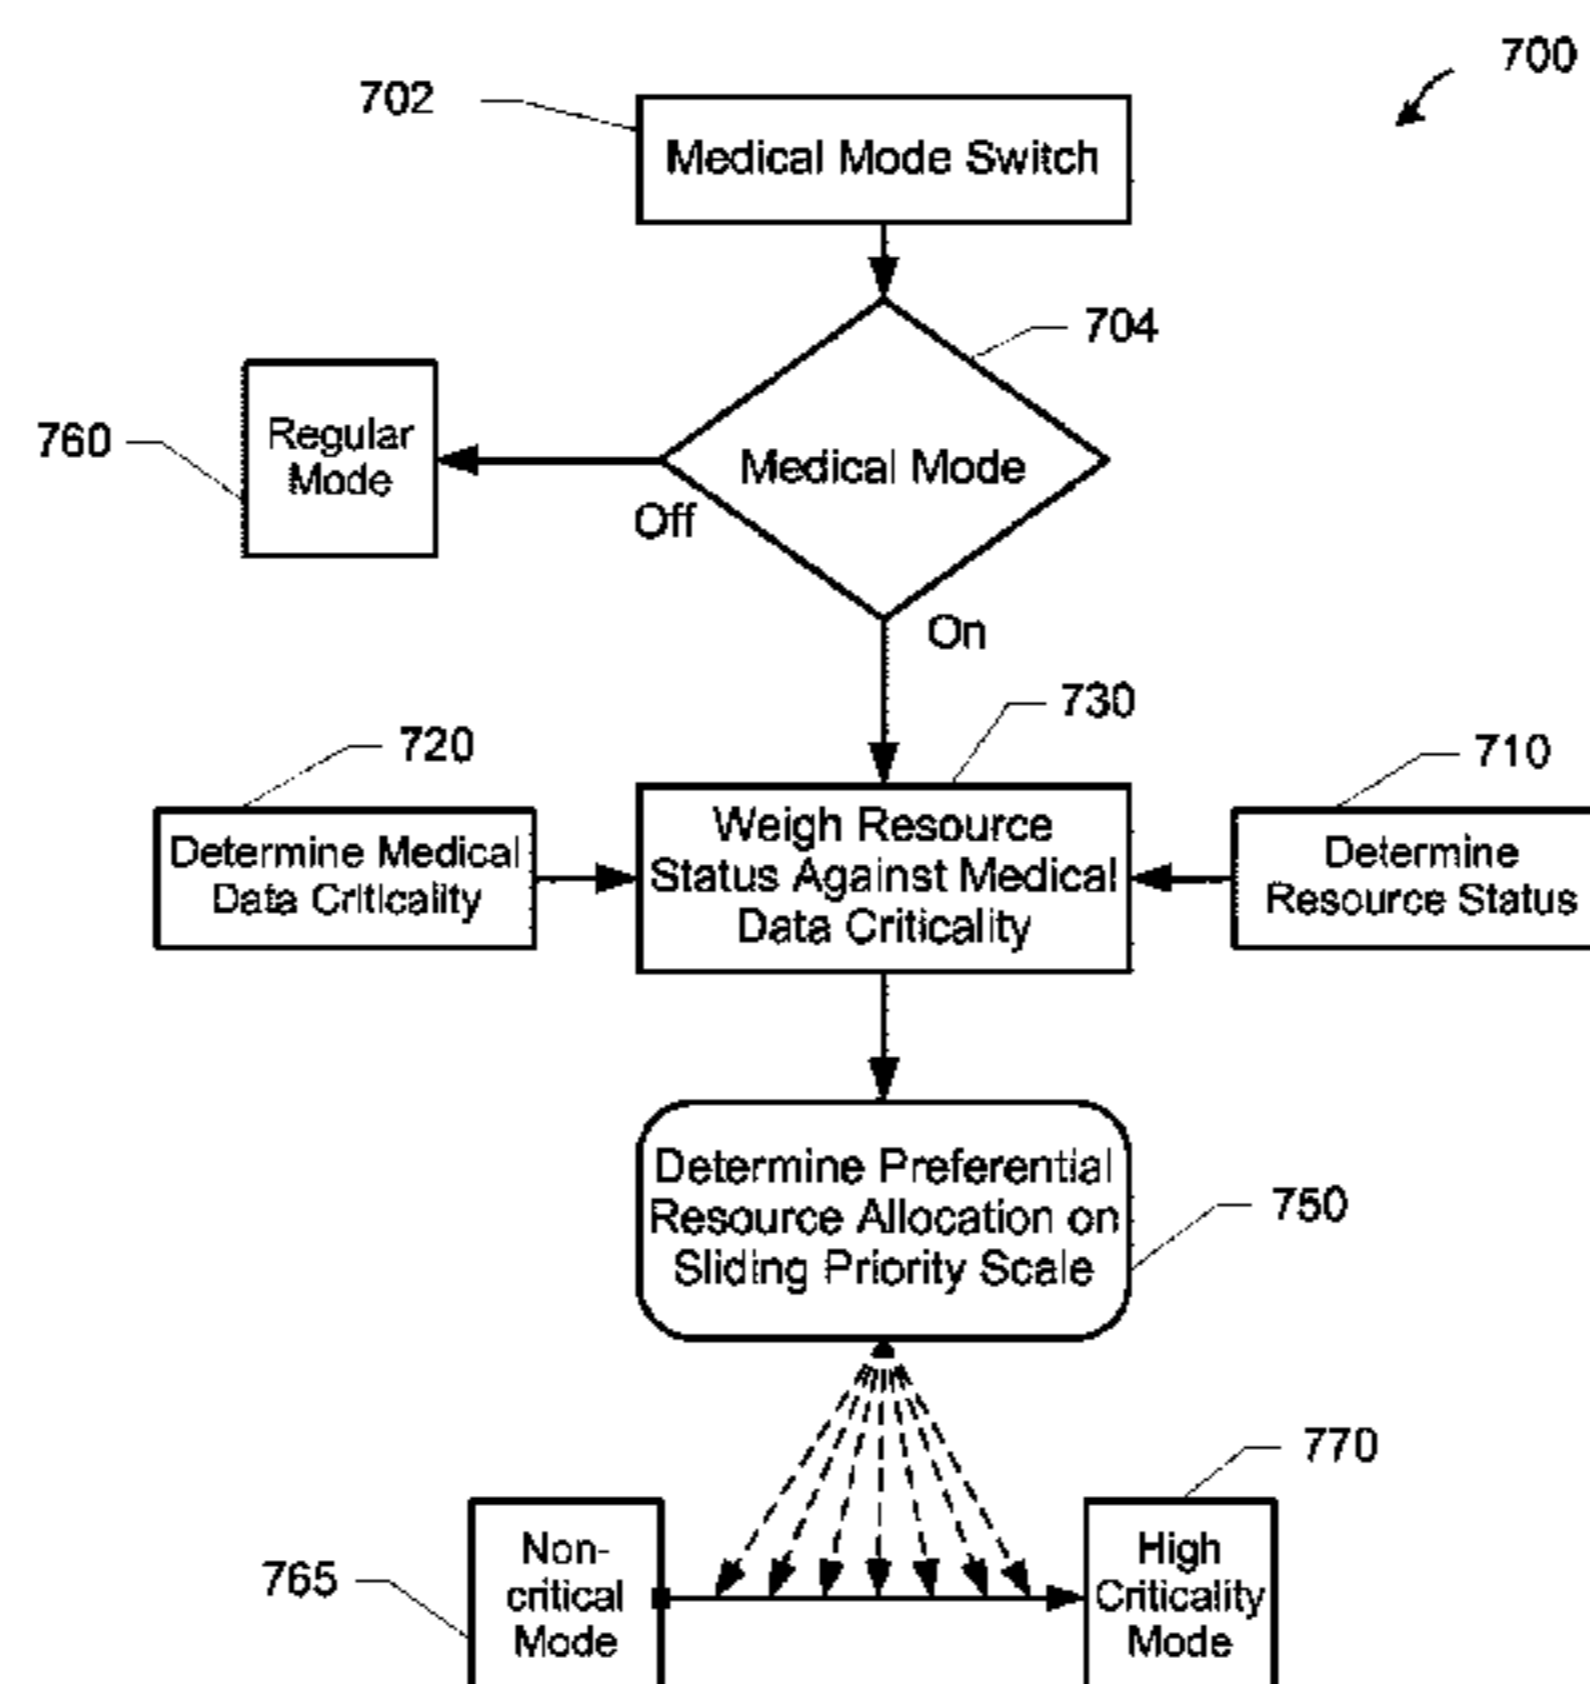 700
702
Medical Mode Switch
704
760
Regular
Mode
Medical Mode
Off
On
730
720
710
Determine Medical
Data Criticality
Weigh Resource
Status Against Medical
Data Criticality
Determine
Resource Status
Determine Preferential
Resource Allocation on
Sliding Priority Scale
750
770
765
Non-
critical
Mode
High
Criticality
Mode